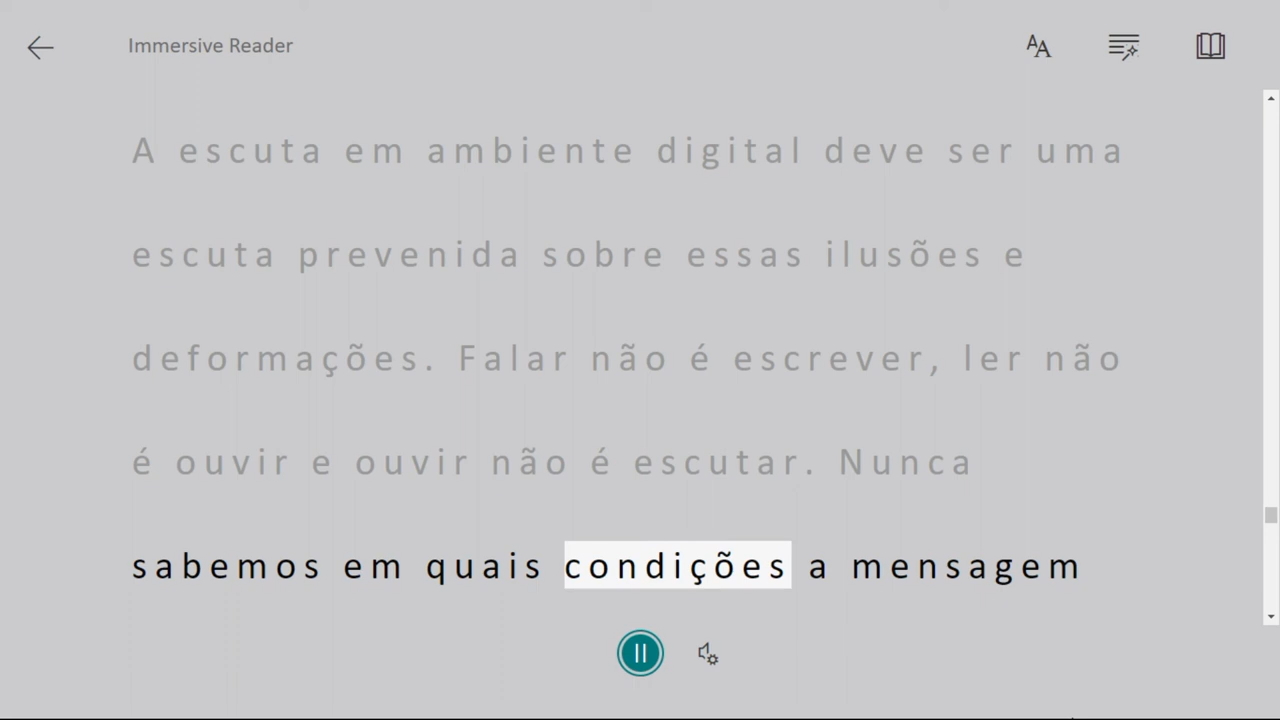 Immersive Reader
A escuta em ambiente digital deve ser uma
escuta prevenida sobre essas ilusões e
deformações. Falar não é escrever, ler não
é ouvir e ouvir não é escutar. Nunca
sabemos em quais condições a mensagem